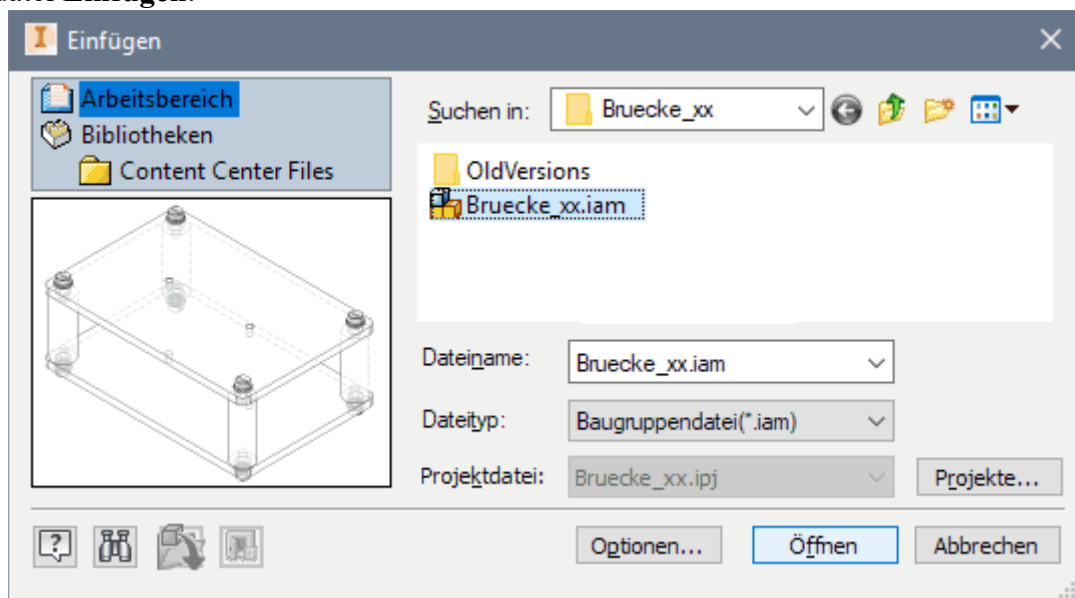 Einfügen.
Einfügen
Arbeitsbereich
Bibliotheken
Content Center Files
Suchen in: Bruecke_xx
OldVersions
Bruecke_xx.iam
Dateiname: Bruecke_xx.iam
Dateityp: Baugruppendatei(*.iam)
Projektdatei: Bruecke_xx.ipj Projekte...
Optionen... Öffnen Abbrechen